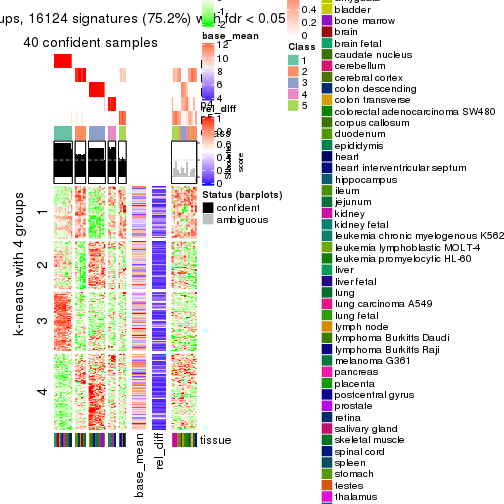 ups, 16124 signatures (75.2%) with fdr < 0.05
40 confident samples
k-means with 4 groups
1
2
3
4
base_mean
rel_diff
tissue
-2
base_mean
12
10
8
6
4
rel_diff
1
0.8
0.6
0.4
0.2
0
Silhouette
score
Status (barplots)
confident
ambiguous
0.4
0.2
0
Class
1
2
3
4
5
bladder
bone marrow
brain
brain fetal
caudate nucleus
cerebellum
cerebral cortex
colon descending
colon transverse
colorectal adenocarcinoma SW480
corpus callosum
duodenum
epididymis
heart
heart interventricular septum
hippocampus
ileum
jejunum
kidney
kidney fetal
leukemia chronic myelogenous K562
leukemia lymphoblastic MOLT-4
leukemia promyelocytic HL-60
liver
liver fetal
lung
lung carcinoma A549
lung fetal
lymph node
lymphoma Burkitts Daudi
lymphoma Burkitts Raji
melanoma G361
pancreas
placenta
postcentral gyrus
prostate
retina
salivary gland
skeletal muscle
spinal cord
spleen
stomach
testes
thalamus